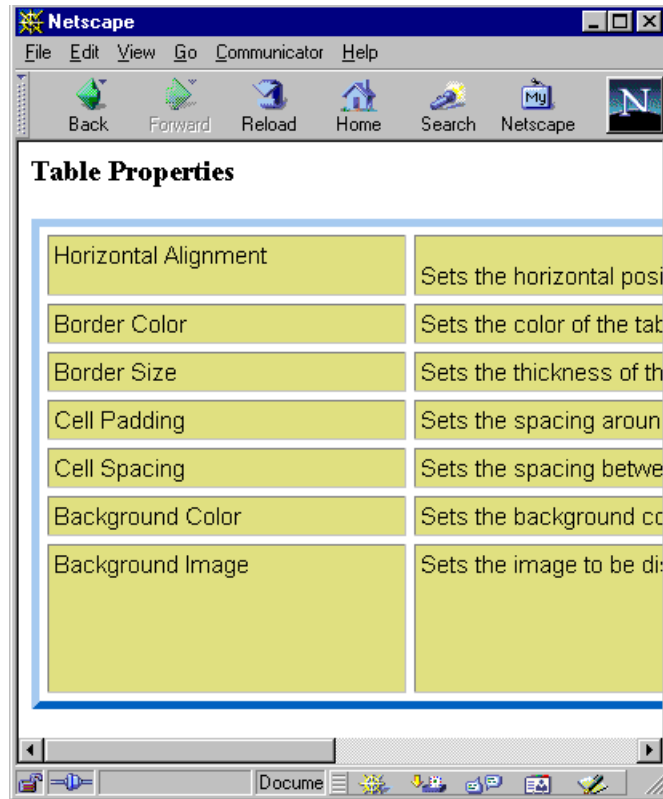 Netscape
File Edit View Go Communicator Help
My N
Back Forward Reload Home Search Netscape
Table Properties
Horizontal Alignment
Sets the horizontal posi
Border Color Sets the color of the tab
Border Size Sets the thickness of th
Cell Padding Sets the spacing aroun
Cell Spacing Sets the spacing betwe
Background Color Sets the background co
Background Image Sets the image to be di
Docume